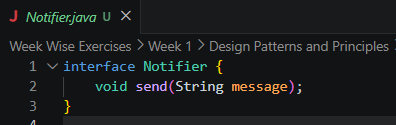 J Notifier.java U X
Week Wise Exercises > Week 1 > Design Patterns and Principles >
1 interface Notifier {
2 void send(String message);
3 }
4